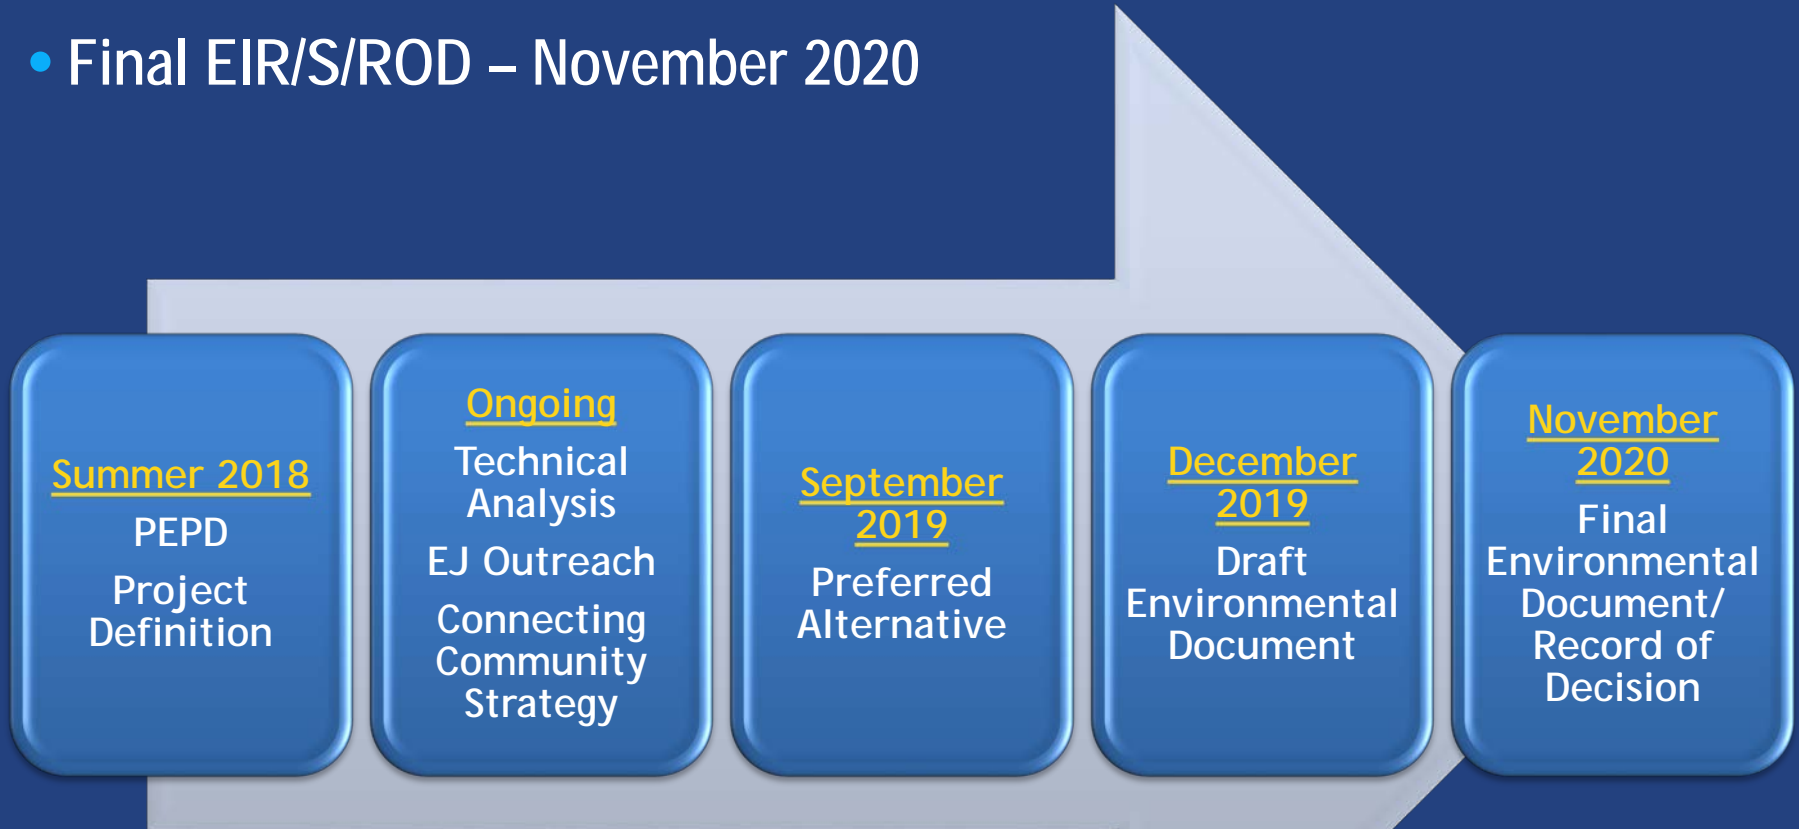 • Final EIR/S/ROD – November 2020
Summer 2018
PEPD
Project
Definition
Ongoing
Technical
Analysis
EJ Outreach
Connecting
Community
Strategy
September
2019
Preferred
Alternative
December
2019
Draft
Environmental
Document
November
2020
Final
Environmental
Document/
Record of
Decision